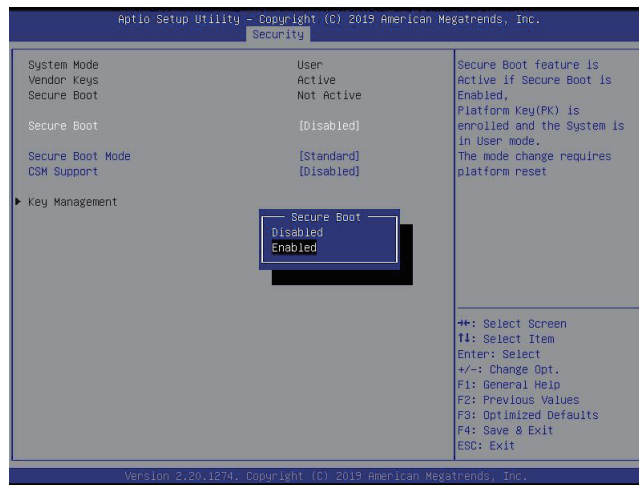 Aptio Setup Utility – Copyright (C) 2019 American Megatrends, Inc.
Security
System Mode User
Vendor Keys Active
Secure Boot Not Active
Secure Boot [Disabled]
Secure Boot Mode [Standard]
CSM Support [Disabled]
Key Management
Secure Boot
Disabled
Enabled
Secure Boot feature is
Active if Secure Boot is
Enabled,
Platform Key(PK) is
enrolled and the System is
in User mode.
The mode change requires
platform reset
→←: Select Screen
↑↓: Select Item
Enter: Select
+/-: Change Opt.
F1: General Help
F2: Previous Values
F3: Optimized Defaults
F4: Save & Exit
ESC: Exit
Version 2.20.1274. Copyright (C) 2019 American Megatrends, Inc.